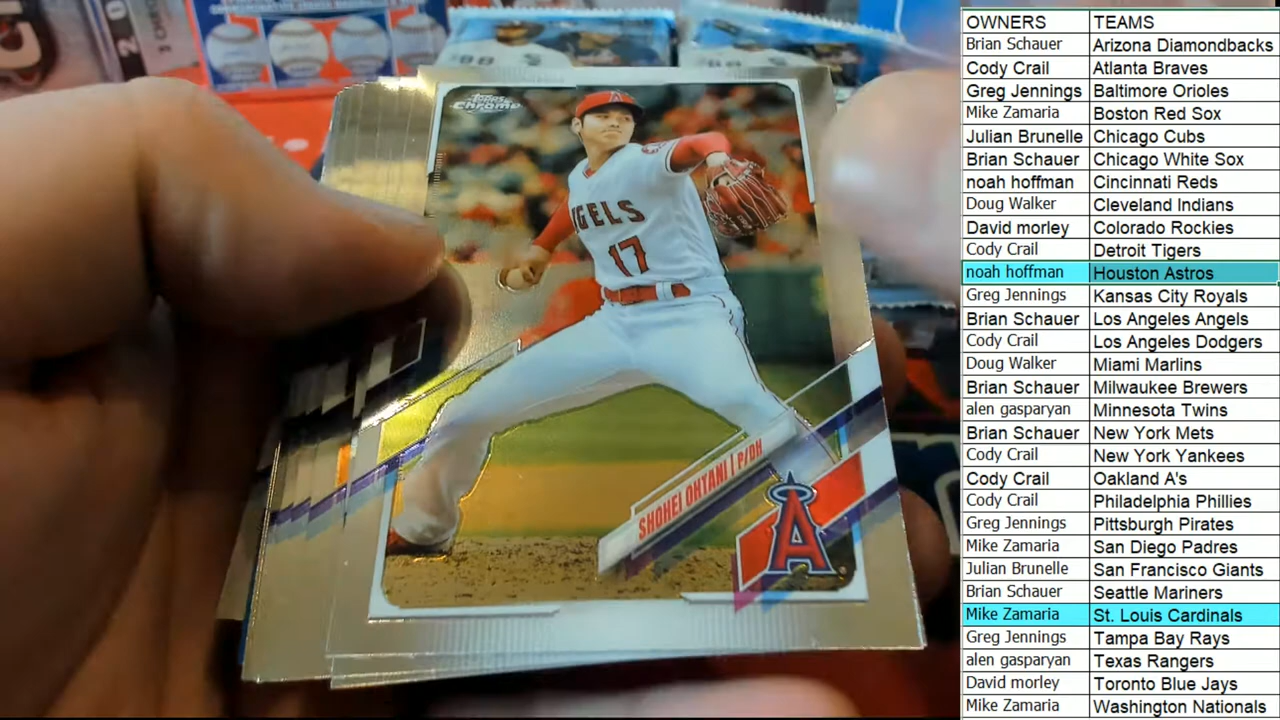 topps
Chrome
ANGELS
17
SHOHEI OHTANI | P/DH
A
OWNERS TEAMS
Brian Schauer Arizona Diamondbacks
Cody Crail Atlanta Braves
Greg Jennings Baltimore Orioles
Mike Zamaria Boston Red Sox
Julian Brunelle Chicago Cubs
Brian Schauer Chicago White Sox
noah hoffman Cincinnati Reds
Doug Walker Cleveland Indians
David morley Colorado Rockies
Cody Crail Detroit Tigers
noah hoffman Houston Astros
Greg Jennings Kansas City Royals
Brian Schauer Los Angeles Angels
Cody Crail Los Angeles Dodgers
Doug Walker Miami Marlins
Brian Schauer Milwaukee Brewers
alen gasparyan Minnesota Twins
Brian Schauer New York Mets
Cody Crail New York Yankees
Cody Crail Oakland A's
Cody Crail Philadelphia Phillies
Greg Jennings Pittsburgh Pirates
Mike Zamaria San Diego Padres
Julian Brunelle San Francisco Giants
Brian Schauer Seattle Mariners
Mike Zamaria St. Louis Cardinals
Greg Jennings Tampa Bay Rays
alen gasparyan Texas Rangers
David morley Toronto Blue Jays
Mike Zamaria Washington Nationals